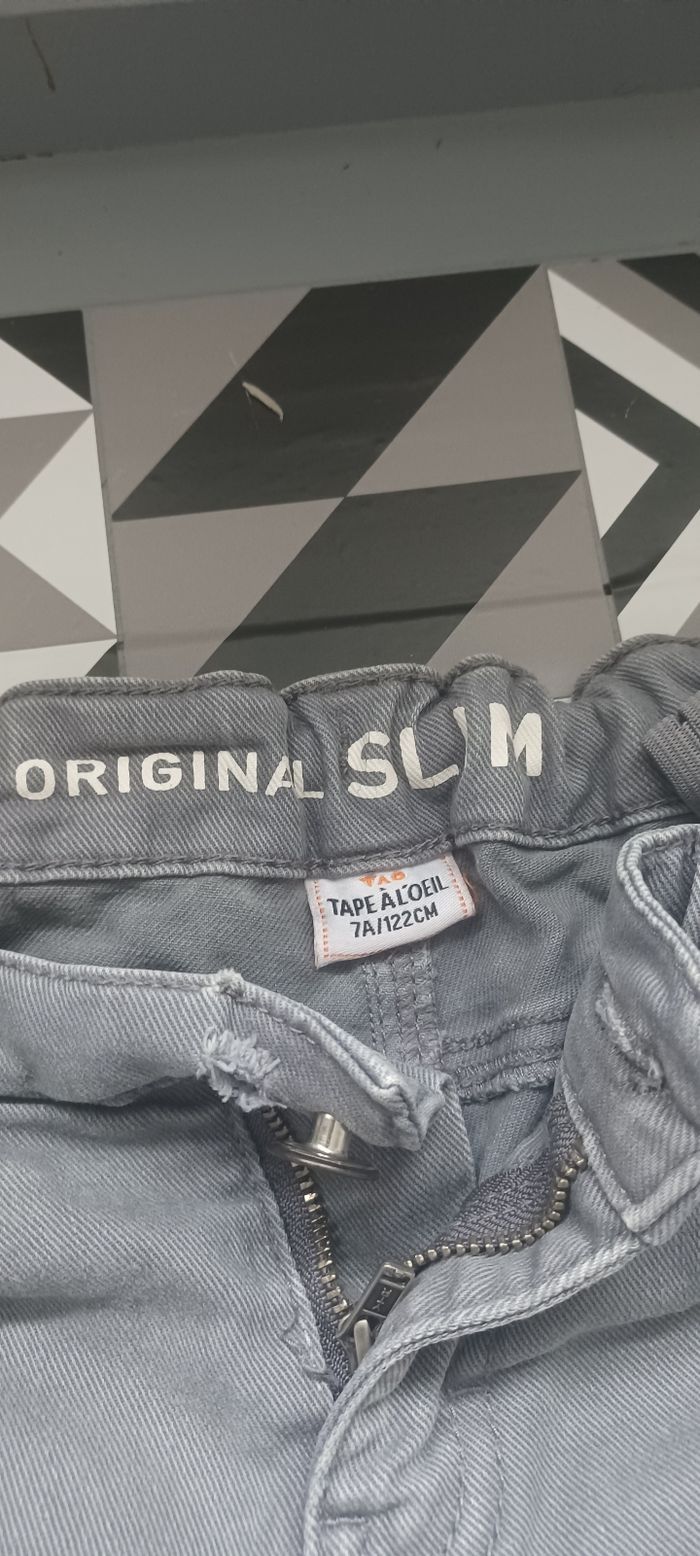 ORIGINAL SLIM
TAO
TAPE À L'OEIL
7A/122CM